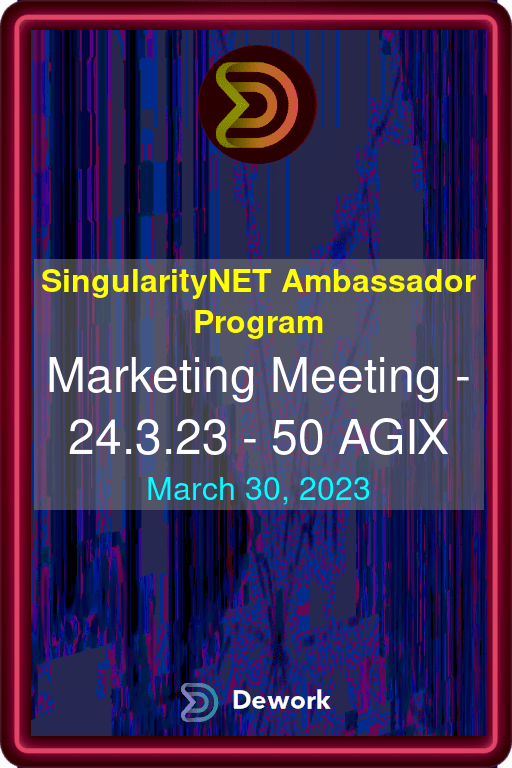 SingularityNET Ambassador
Program
Marketing Meeting -
24.3.23 - 50 AGIX
March 30, 2023
Dework